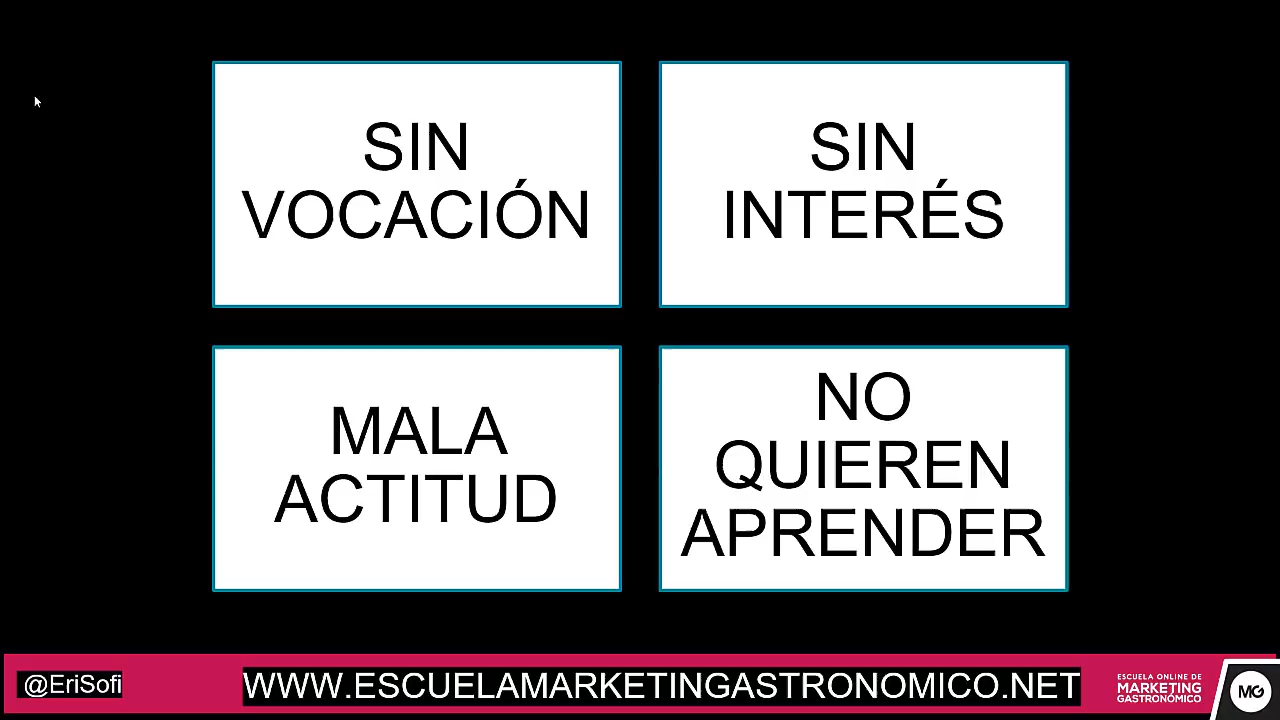 SIN
VOCACIÓN
SIN
INTERÉS
MALA
ACTITUD
NO
QUIEREN
APRENDER
@EriSofi
WWW.ESCUELAMARKETINGASTRONOMICO.NET
ESCUELA ONLINE DE
MARKETING
GASTRONÓMICO
MG